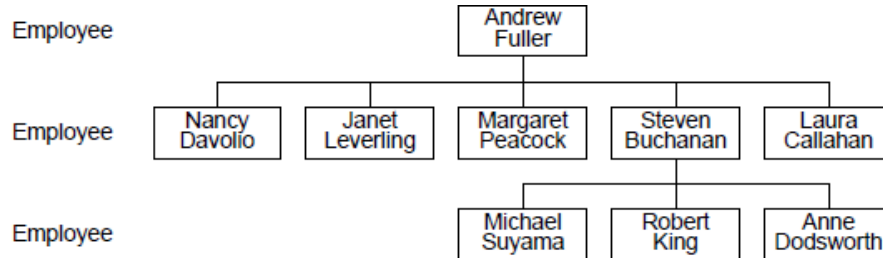 Employee
Andrew
Fuller
Employee
Nancy
Davolio
Janet
Leverling
Margaret
Peacock
Steven
Buchanan
Laura
Callahan
Employee
Michael
Suyama
Robert
King
Anne
Dodsworth